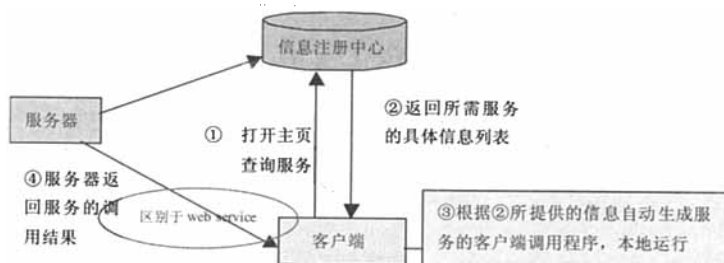 信息注册中心
服务器
① 打开主页
查询服务
②返回所需服务
的具体信息列表
④服务器返
回服务的调
用结果
区别于 web service
客户端
③根据②所提供的信息自动生成服
务的客户端调用程序，本地运行